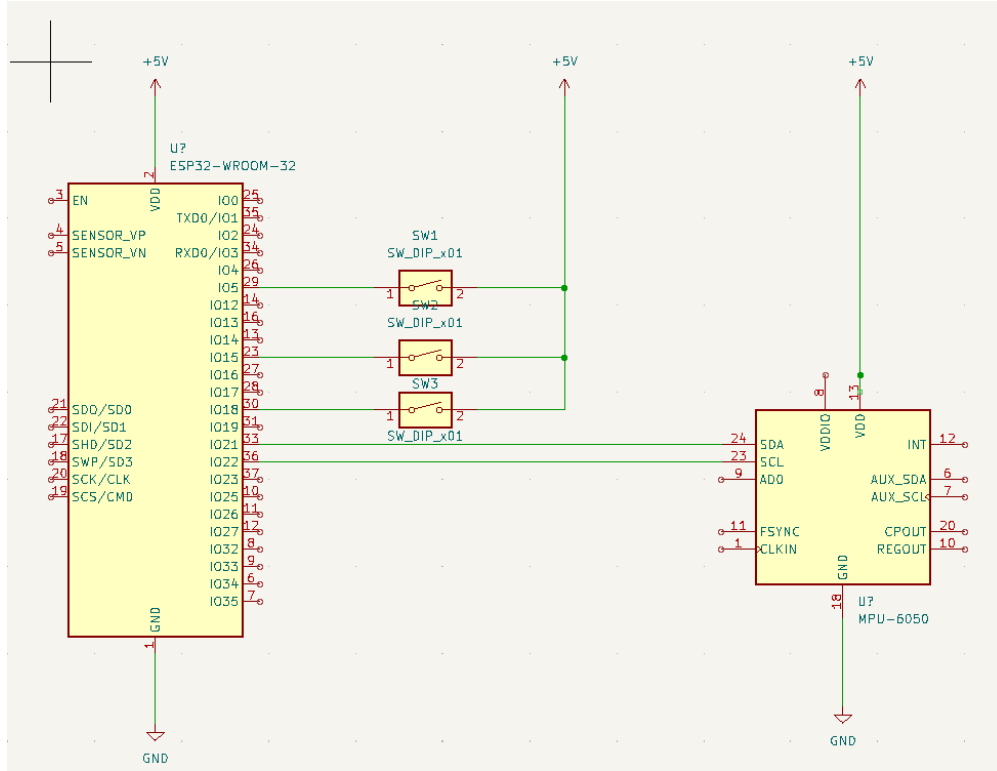 +5V
+5V
+5V
U?
ESP32-WROOM-32
2
VDD
3 EN
IO0 25
TXD0/IO1 35
4 SENSOR_VP
IO2 24
5 SENSOR_VN
RXD0/IO3 34
IO4 26
IO5 29
IO12 14
IO13 16
IO14 13
IO15 23
IO16 27
IO17 28
21 SDO/SD0
IO18 30
22 SDI/SD1
IO19 31
17 SHD/SD2
IO21 33
18 SWP/SD3
IO22 36
20 SCK/CLK
IO23 37
19 SCS/CMD
IO25 10
IO26 11
IO27 12
IO32 8
IO33 9
IO34 6
IO35 7
GND
1
GND
SW1
SW_DIP_x01
1 2
SW2
SW_DIP_x01
1 2
SW3
1 2
SW_DIP_x01
8
13
VDDIO
VDD
24 SDA
INT 12
23 SCL
9 AD0
AUX_SDA 6
AUX_SCL 7
11 FSYNC
CPOUT 20
1 CLKIN
REGOUT 10
GND
18
U?
MPU-6050
GND